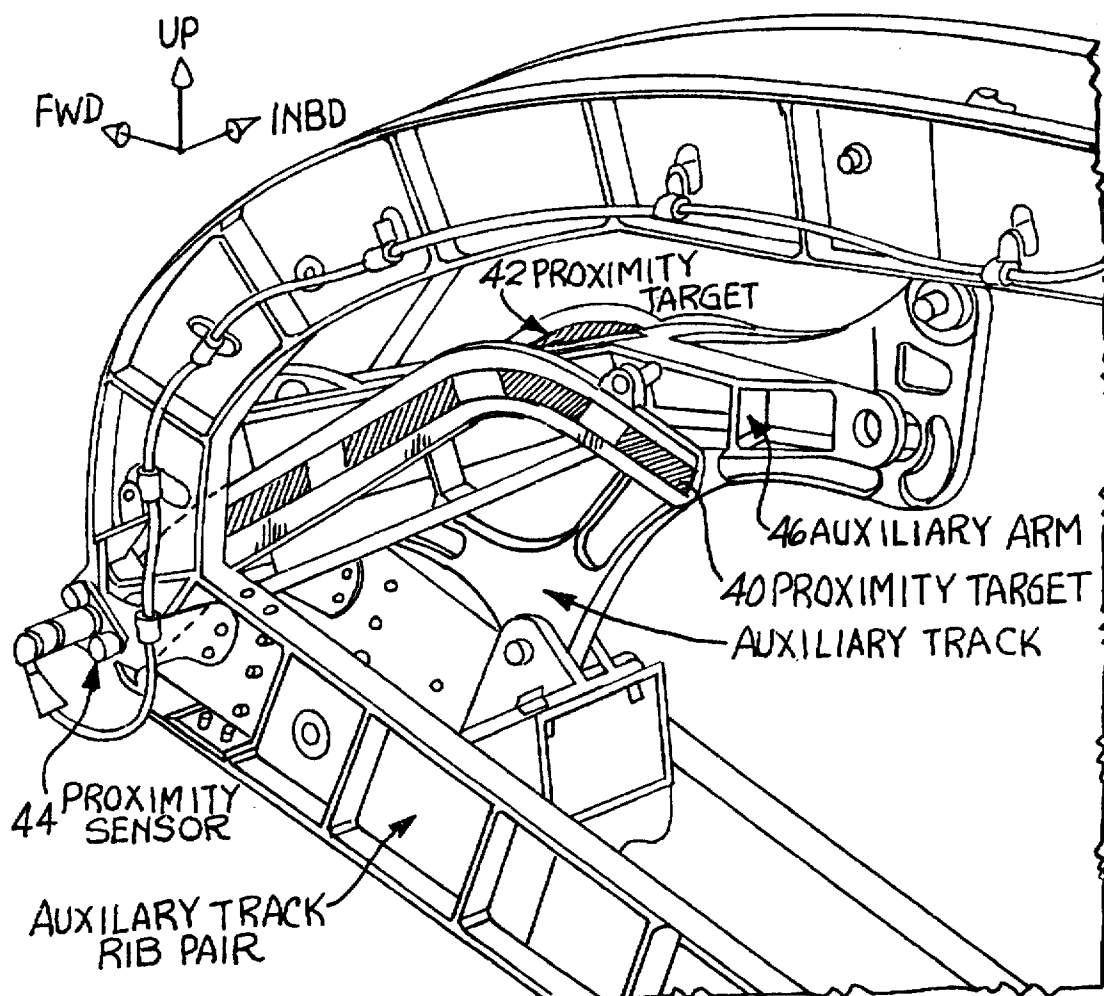 UP
FWD
INBD
42 PROXIMITY
TARGET
46 AUXILIARY ARM
40 PROXIMITY TARGET
AUXILIARY TRACK
44 PROXIMITY
SENSOR
AUXILARY TRACK
RIB PAIR